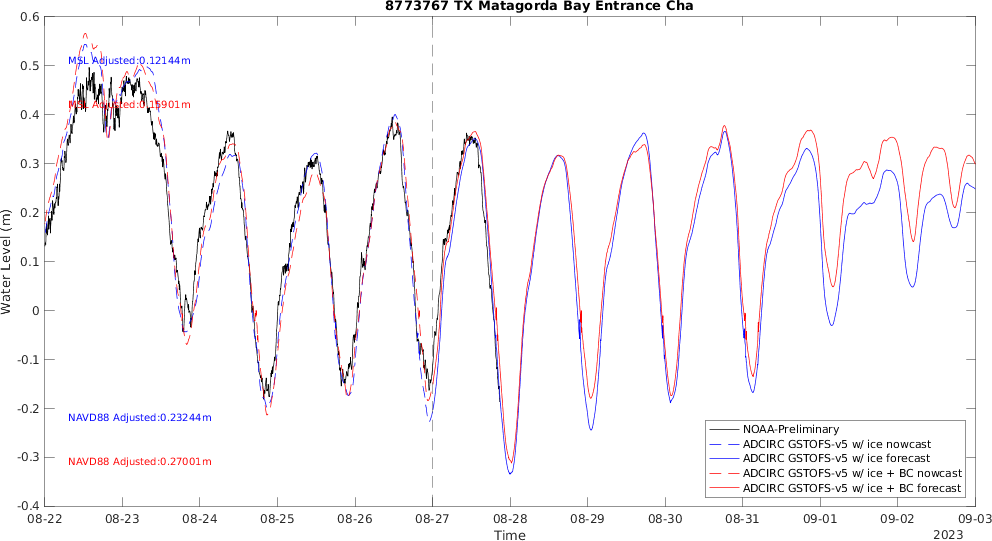 8773767 TX Matagorda Bay Entrance Cha
0.6
0.5
0.4
0.3
0.2
0.1
0
-0.1
-0.2
-0.3
-0.4
Water Level (m)
MSL Adjusted:0.12144m
MSL Adjusted:0.15901m
NAVD88 Adjusted:0.23244m
NAVD88 Adjusted:0.27001m
NOAA-Preliminary
ADCIRC GSTOFS-v5 w/ ice nowcast
ADCIRC GSTOFS-v5 w/ ice forecast
ADCIRC GSTOFS-v5 w/ ice + BC nowcast
ADCIRC GSTOFS-v5 w/ ice + BC forecast
08-22 08-23 08-24 08-25 08-26 08-27 08-28 08-29 08-30 08-31 09-01 09-02 09-03
Time
2023